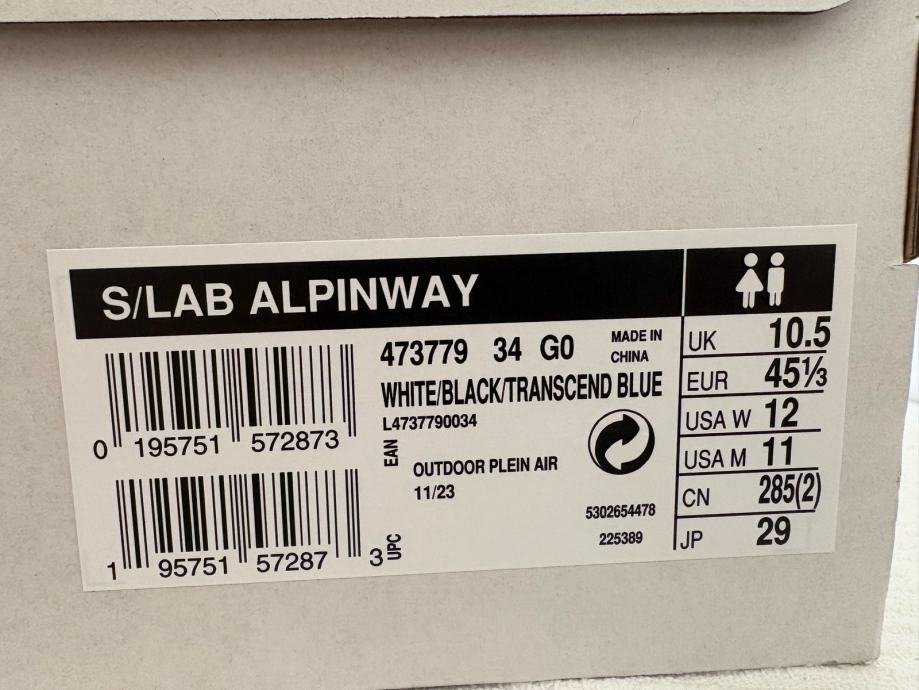 S/LAB ALPINWAY
473779 34 G0
MADE IN
CHINA
WHITE/BLACK/TRANSCEND BLUE
L4737790034
0 195751 572873
EAN
OUTDOOR PLEIN AIR
11/23
5302654478
225389
1 95751 57287 3
UPC
UK 10.5
EUR 45⅓
USA W 12
USA M 11
CN 285(2)
JP 29